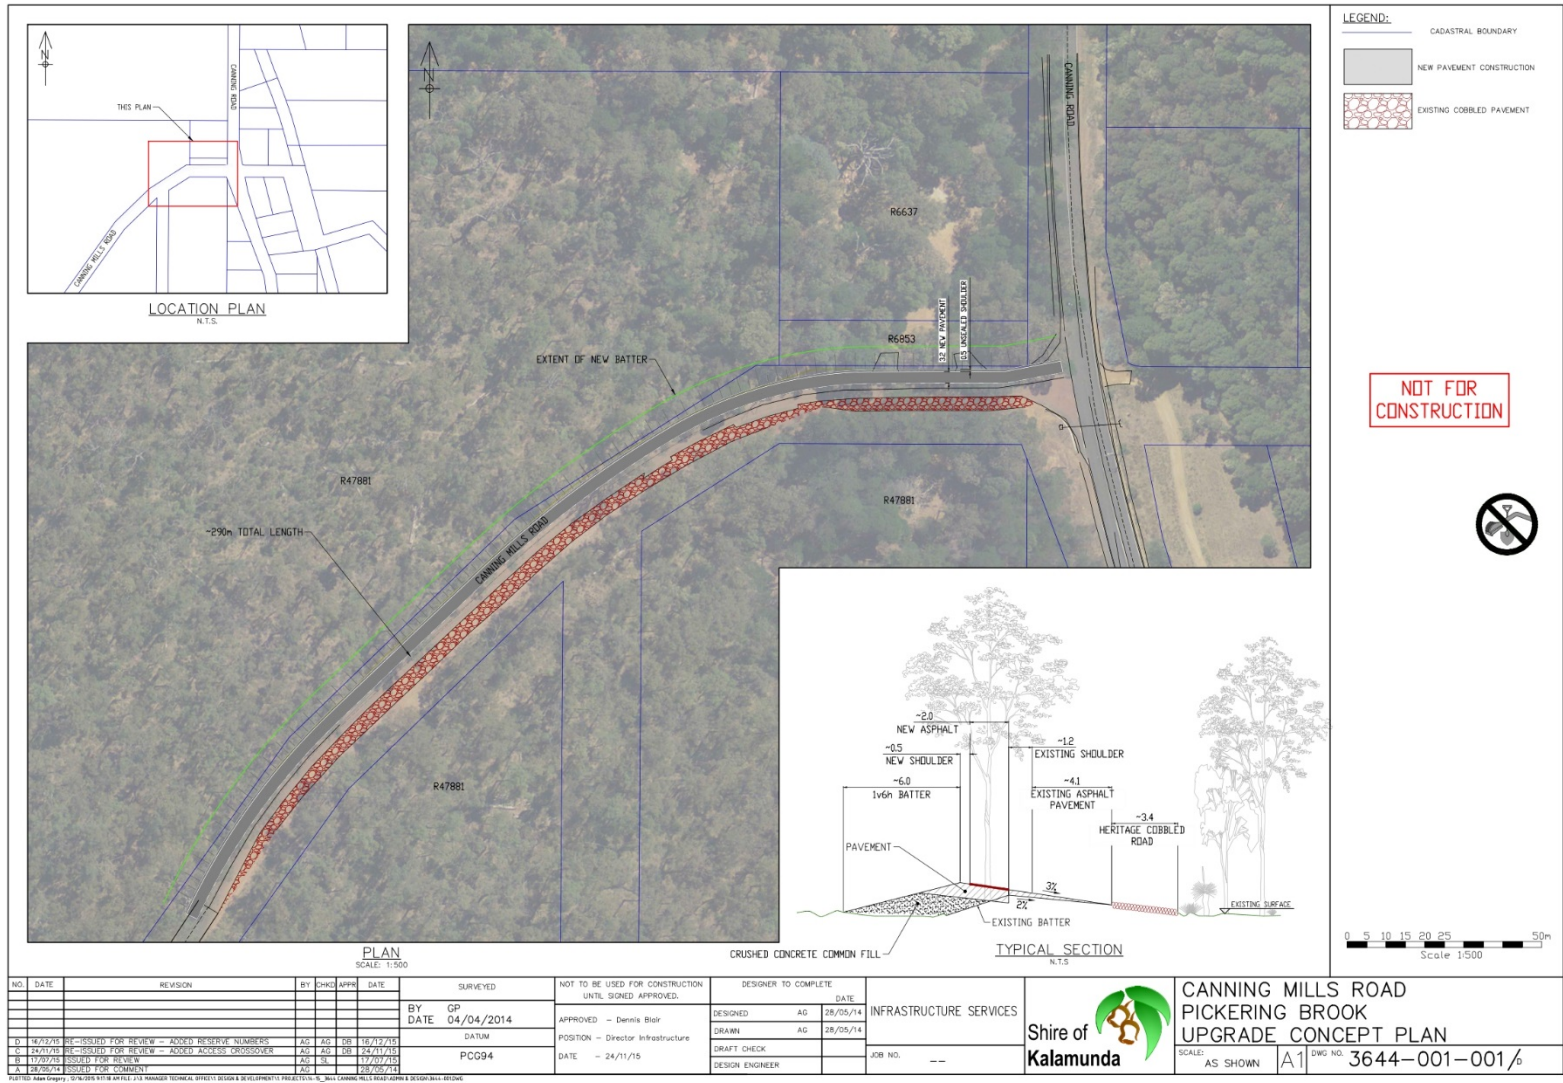 N
THIS PLAN
CANNING ROAD
CANNING MILLS ROAD
LOCATION PLAN
N.T.S.
N
CANNING ROAD
R6637
R6853
3.2 NEW PAVEMENT
0.5 UNSEALED SHOULDER
EXTENT OF NEW BATTER
R47881
~290m TOTAL LENGTH
CANNING MILLS ROAD
R47881
R47881
PLAN
SCALE: 1:500
~2.0
NEW ASPHALT
~0.5
NEW SHOULDER
~1.2
EXISTING SHOULDER
~6.0
1v6h BATTER
~4.1
EXISTING ASPHALT
PAVEMENT
~3.4
HERITAGE COBBLED
ROAD
PAVEMENT
3%
2%
EXISTING BATTER
EXISTING SURFACE
CRUSHED CONCRETE COMMON FILL
TYPICAL SECTION
N.T.S
LEGEND:
CADASTRAL BOUNDARY
NEW PAVEMENT CONSTRUCTION
EXISTING COBBLED PAVEMENT
NOT FOR
CONSTRUCTION
0 5 10 15 20 25 50m
Scale 1:500
NO. DATE REVISION BY CHKD APPR DATE
D 16/12/15 RE-ISSUED FOR REVIEW - ADDED RESERVE NUMBERS AG AG DB 16/12/15
C 24/11/15 RE-ISSUED FOR REVIEW - ADDED ACCESS CROSSOVER AG AG DB 24/11/15
B 17/07/15 ISSUED FOR REVIEW AG SL 17/07/15
A 28/05/14 ISSUED FOR COMMENT AG 28/05/14
SURVEYED
BY GP
DATE 04/04/2014
DATUM
PCG94
NOT TO BE USED FOR CONSTRUCTION
UNTIL SIGNED APPROVED.
APPROVED - Dennis Blair
POSITION - Director Infrastructure
DATE - 24/11/15
DESIGNER TO COMPLETE
DATE
DESIGNED AG 28/05/14
DRAWN AG 28/05/14
DRAFT CHECK
DESIGN ENGINEER
INFRASTRUCTURE SERVICES
JOB NO. --
Shire of
Kalamunda
CANNING MILLS ROAD
PICKERING BROOK
UPGRADE CONCEPT PLAN
SCALE: AS SHOWN
A1
DWG NO. 3644-001-001/